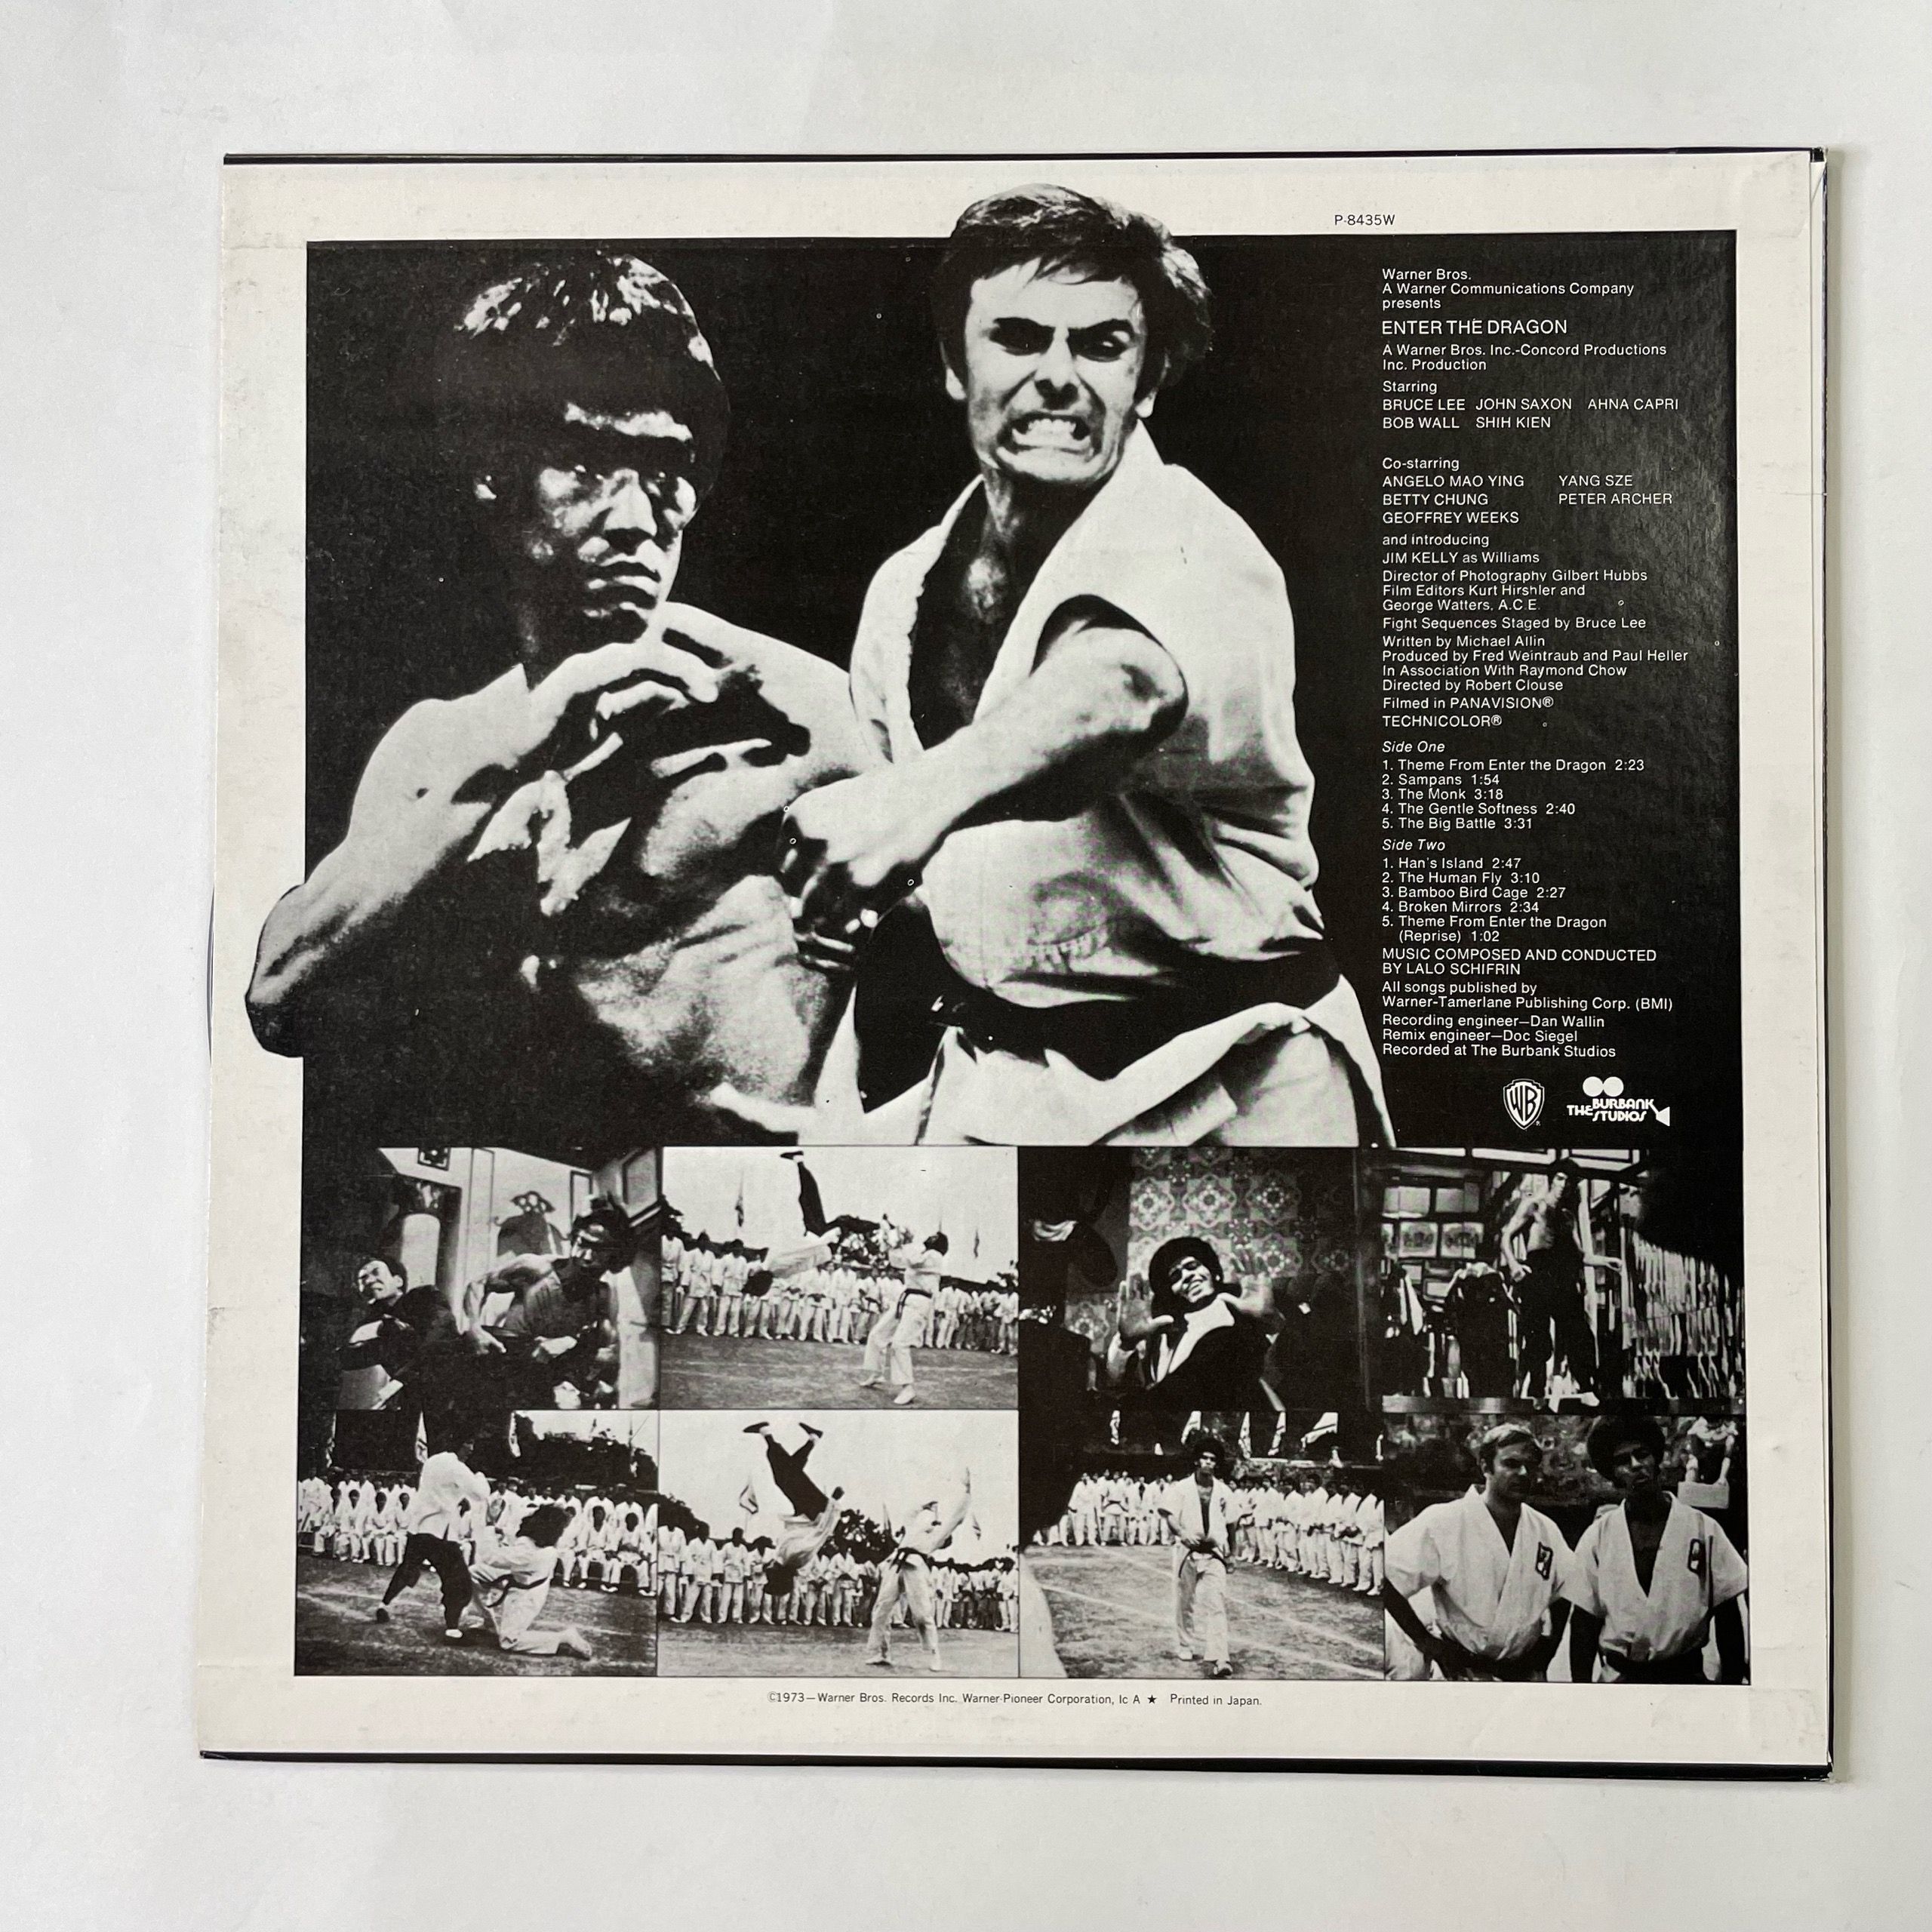 P-8435W
Warner Bros.
A Warner Communications Company
presents
ENTER THE DRAGON
A Warner Bros. Inc.-Concord Productions
Inc. Production
Starring
BRUCE LEE JOHN SAXON AHNA CAPRI
BOB WALL SHIH KIEN
Co-starring
ANGELO MAO YING YANG SZE
BETTY CHUNG PETER ARCHER
GEOFFREY WEEKS
and introducing
JIM KELLY as Williams
Director of Photography Gilbert Hubbs
Film Editors Kurt Hirshler and
George Watters, A.C.E.
Fight Sequences Staged by Bruce Lee
Written by Michael Allin
Produced by Fred Weintraub and Paul Heller
In Association With Raymond Chow
Directed by Robert Clouse
Filmed in PANAVISION®
TECHNICOLOR®
Side One
1. Theme From Enter the Dragon 2:23
2. Sampans 1:54
3. The Monk 3:18
4. The Gentle Softness 2:40
5. The Big Battle 3:31
Side Two
1. Han's Island 2:47
2. The Human Fly 3:10
3. Bamboo Bird Cage 2:27
4. Broken Mirrors 2:34
5. Theme From Enter the Dragon
(Reprise) 1:02
MUSIC COMPOSED AND CONDUCTED
BY LALO SCHIFRIN
All songs published by
Warner-Tamerlane Publishing Corp. (BMI)
Recording engineer—Dan Wallin
Remix engineer—Doc Siegel
Recorded at The Burbank Studios
WB
THE BURBANK STUDIOS
©1973—Warner Bros. Records Inc. Warner-Pioneer Corporation, Ic A ★ Printed in Japan.